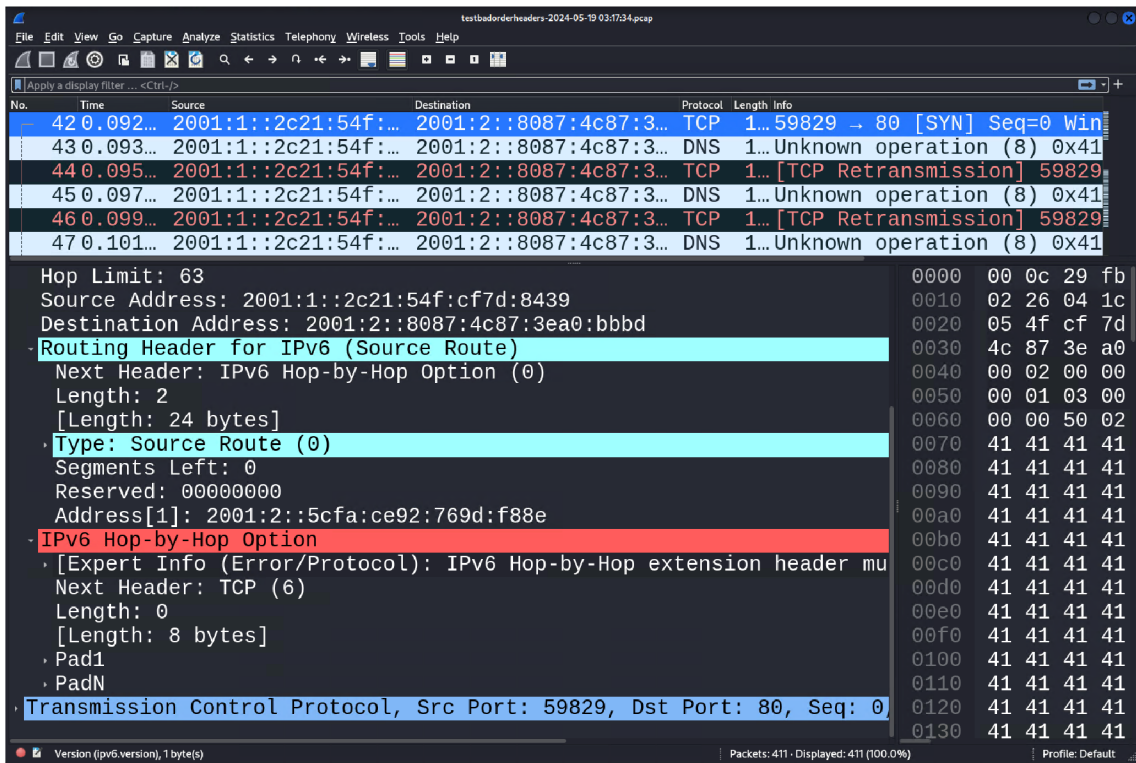 testbadorderheaders-2024-05-19 03:17:34.pcap
File Edit View Go Capture Analyze Statistics Telephony Wireless Tools Help
Apply a display filter ... <Ctrl-/>
No. Time Source Destination Protocol Length Info
42 0.092… 2001:1::2c21:54f:… 2001:2::8087:4c87:3… TCP 1… 59829 → 80 [SYN] Seq=0 Win
43 0.093… 2001:1::2c21:54f:… 2001:2::8087:4c87:3… DNS 1… Unknown operation (8) 0x41
44 0.095… 2001:1::2c21:54f:… 2001:2::8087:4c87:3… TCP 1… [TCP Retransmission] 59829
45 0.097… 2001:1::2c21:54f:… 2001:2::8087:4c87:3… DNS 1… Unknown operation (8) 0x41
46 0.099… 2001:1::2c21:54f:… 2001:2::8087:4c87:3… TCP 1… [TCP Retransmission] 59829
47 0.101… 2001:1::2c21:54f:… 2001:2::8087:4c87:3… DNS 1… Unknown operation (8) 0x41
Hop Limit: 63
Source Address: 2001:1::2c21:54f:cf7d:8439
Destination Address: 2001:2::8087:4c87:3ea0:bbbd
Routing Header for IPv6 (Source Route)
Next Header: IPv6 Hop-by-Hop Option (0)
Length: 2
[Length: 24 bytes]
Type: Source Route (0)
Segments Left: 0
Reserved: 00000000
Address[1]: 2001:2::5cfa:ce92:769d:f88e
IPv6 Hop-by-Hop Option
[Expert Info (Error/Protocol): IPv6 Hop-by-Hop extension header mu
Next Header: TCP (6)
Length: 0
[Length: 8 bytes]
Pad1
PadN
Transmission Control Protocol, Src Port: 59829, Dst Port: 80, Seq: 0,
0000 00 0c 29 fb
0010 02 26 04 1c
0020 05 4f cf 7d
0030 4c 87 3e a0
0040 00 02 00 00
0050 00 01 03 00
0060 00 00 50 02
0070 41 41 41 41
0080 41 41 41 41
0090 41 41 41 41
00a0 41 41 41 41
00b0 41 41 41 41
00c0 41 41 41 41
00d0 41 41 41 41
00e0 41 41 41 41
00f0 41 41 41 41
0100 41 41 41 41
0110 41 41 41 41
0120 41 41 41 41
0130 41 41 41 41
Version (ipv6.version), 1 byte(s)
Packets: 411 · Displayed: 411 (100.0%)
Profile: Default